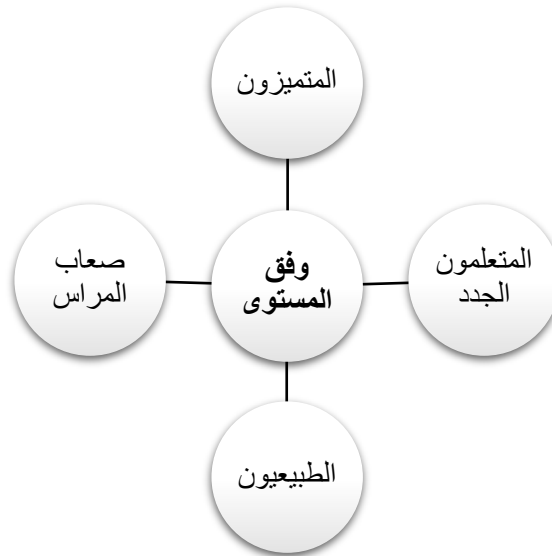 المتميزون
المتعلمون
الجدد
وفق
المستوى
صعاب
المراس
الطبيعيون